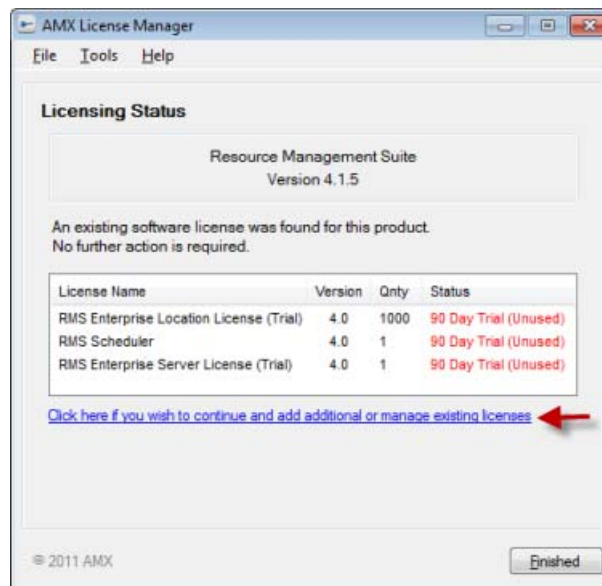 AMX License Manager
File Tools Help
Licensing Status
Resource Management Suite
Version 4.1.5
An existing software license was found for this product.
No further action is required.
License Name Version Qnty Status
RMS Enterprise Location License (Trial) 4.0 1000 90 Day Trial (Unused)
RMS Scheduler 4.0 1 90 Day Trial (Unused)
RMS Enterprise Server License (Trial) 4.0 1 90 Day Trial (Unused)
Click here if you wish to continue and add additional or manage existing licenses
© 2011 AMX
Finished